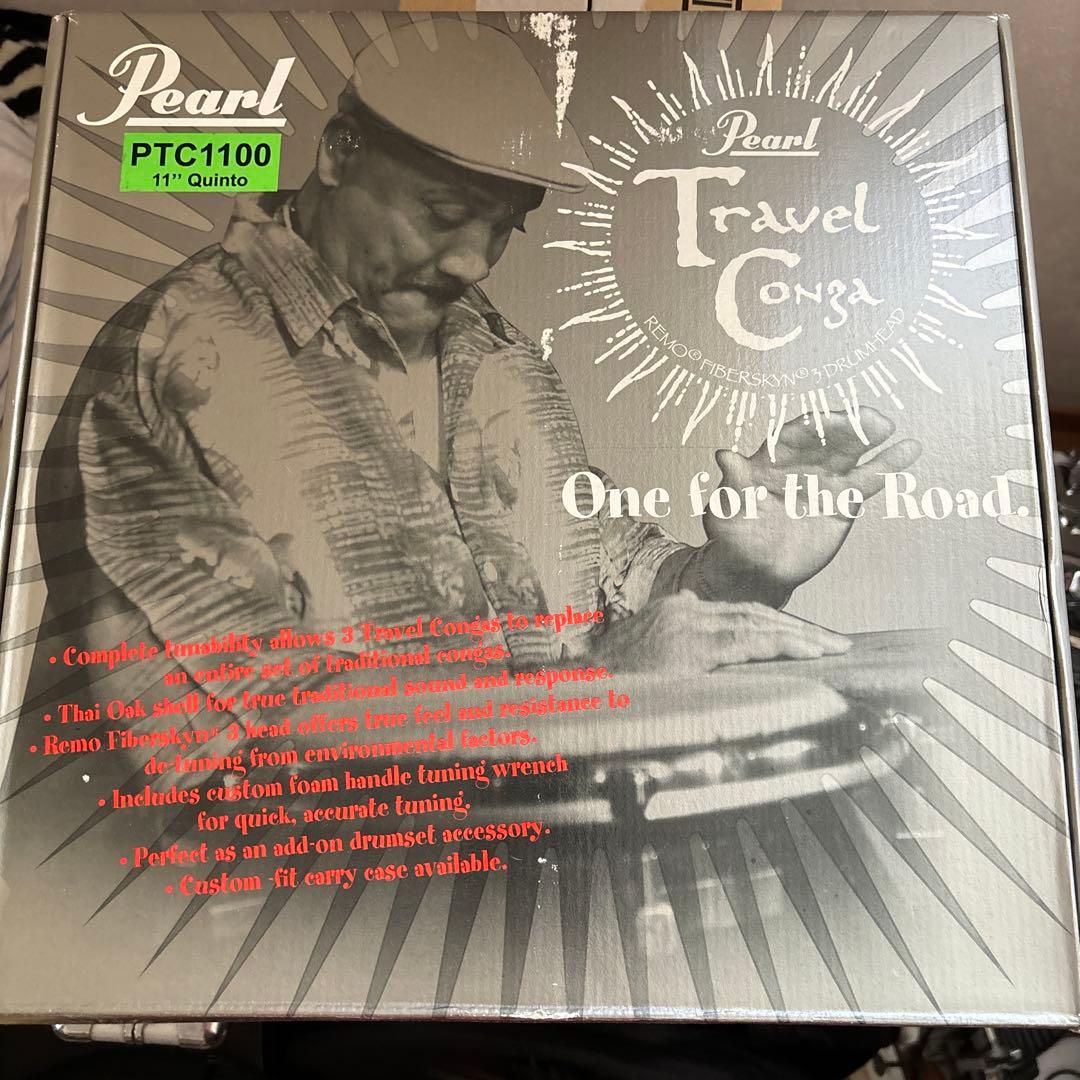 Pearl
PTC1100
11” Quinto
Pearl
Travel
Conga
REMO® FIBERSKYN® 3 DRUMHEAD
One for the Road.
• Complete tunability allows 3 Travel Congas to replace
an entire set of traditional congas.
• Thai Oak shell for true traditional sound and response.
• Remo Fiberskyn® 3 head offers true feel and resistance to
de-tuning from environmental factors.
• Includes custom foam handle tuning wrench
for quick, accurate tuning.
• Perfect as an add-on drumset accessory.
• Custom -fit carry case available.